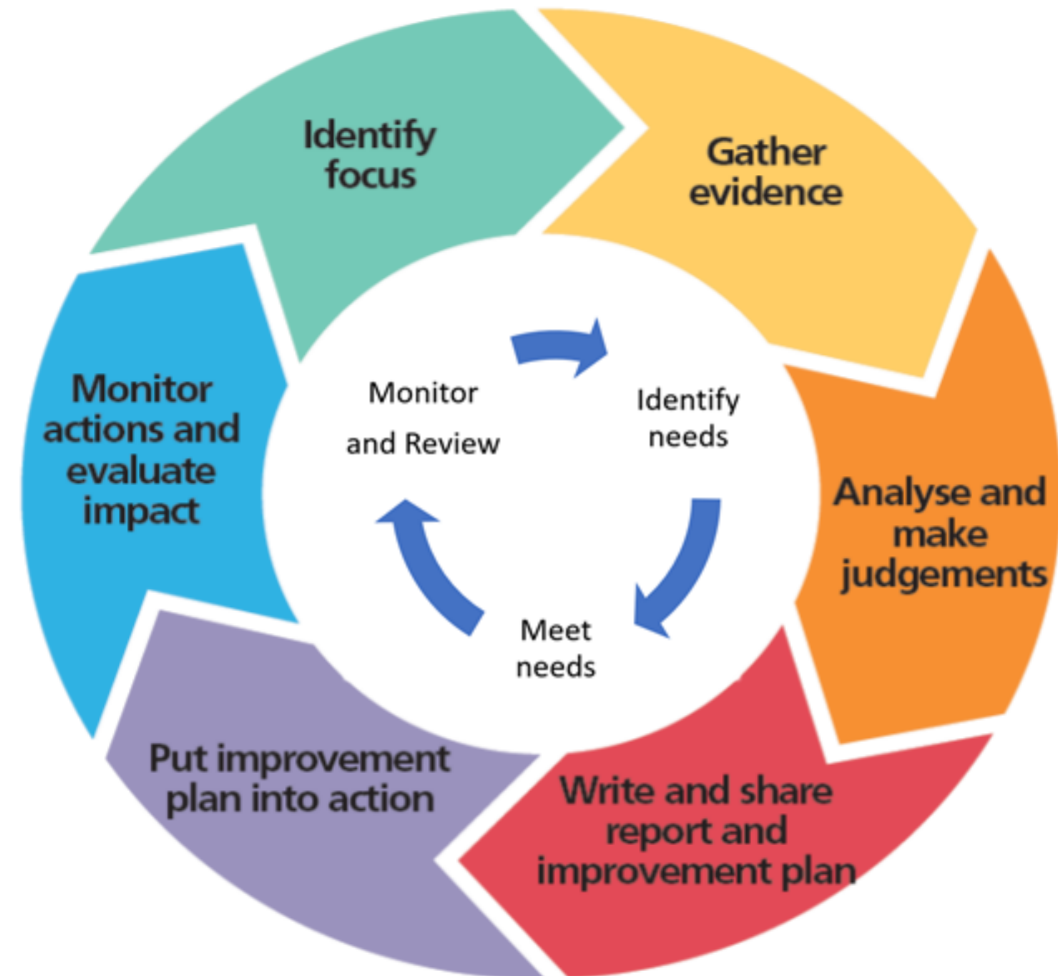 Identify
focus
Gather
evidence
Analyse and
make
judgements
Write and share
report and
improvement plan
Put improvement
plan into action
Monitor
actions and
evaluate
impact
Monitor
and Review
Identify
needs
Meet
needs